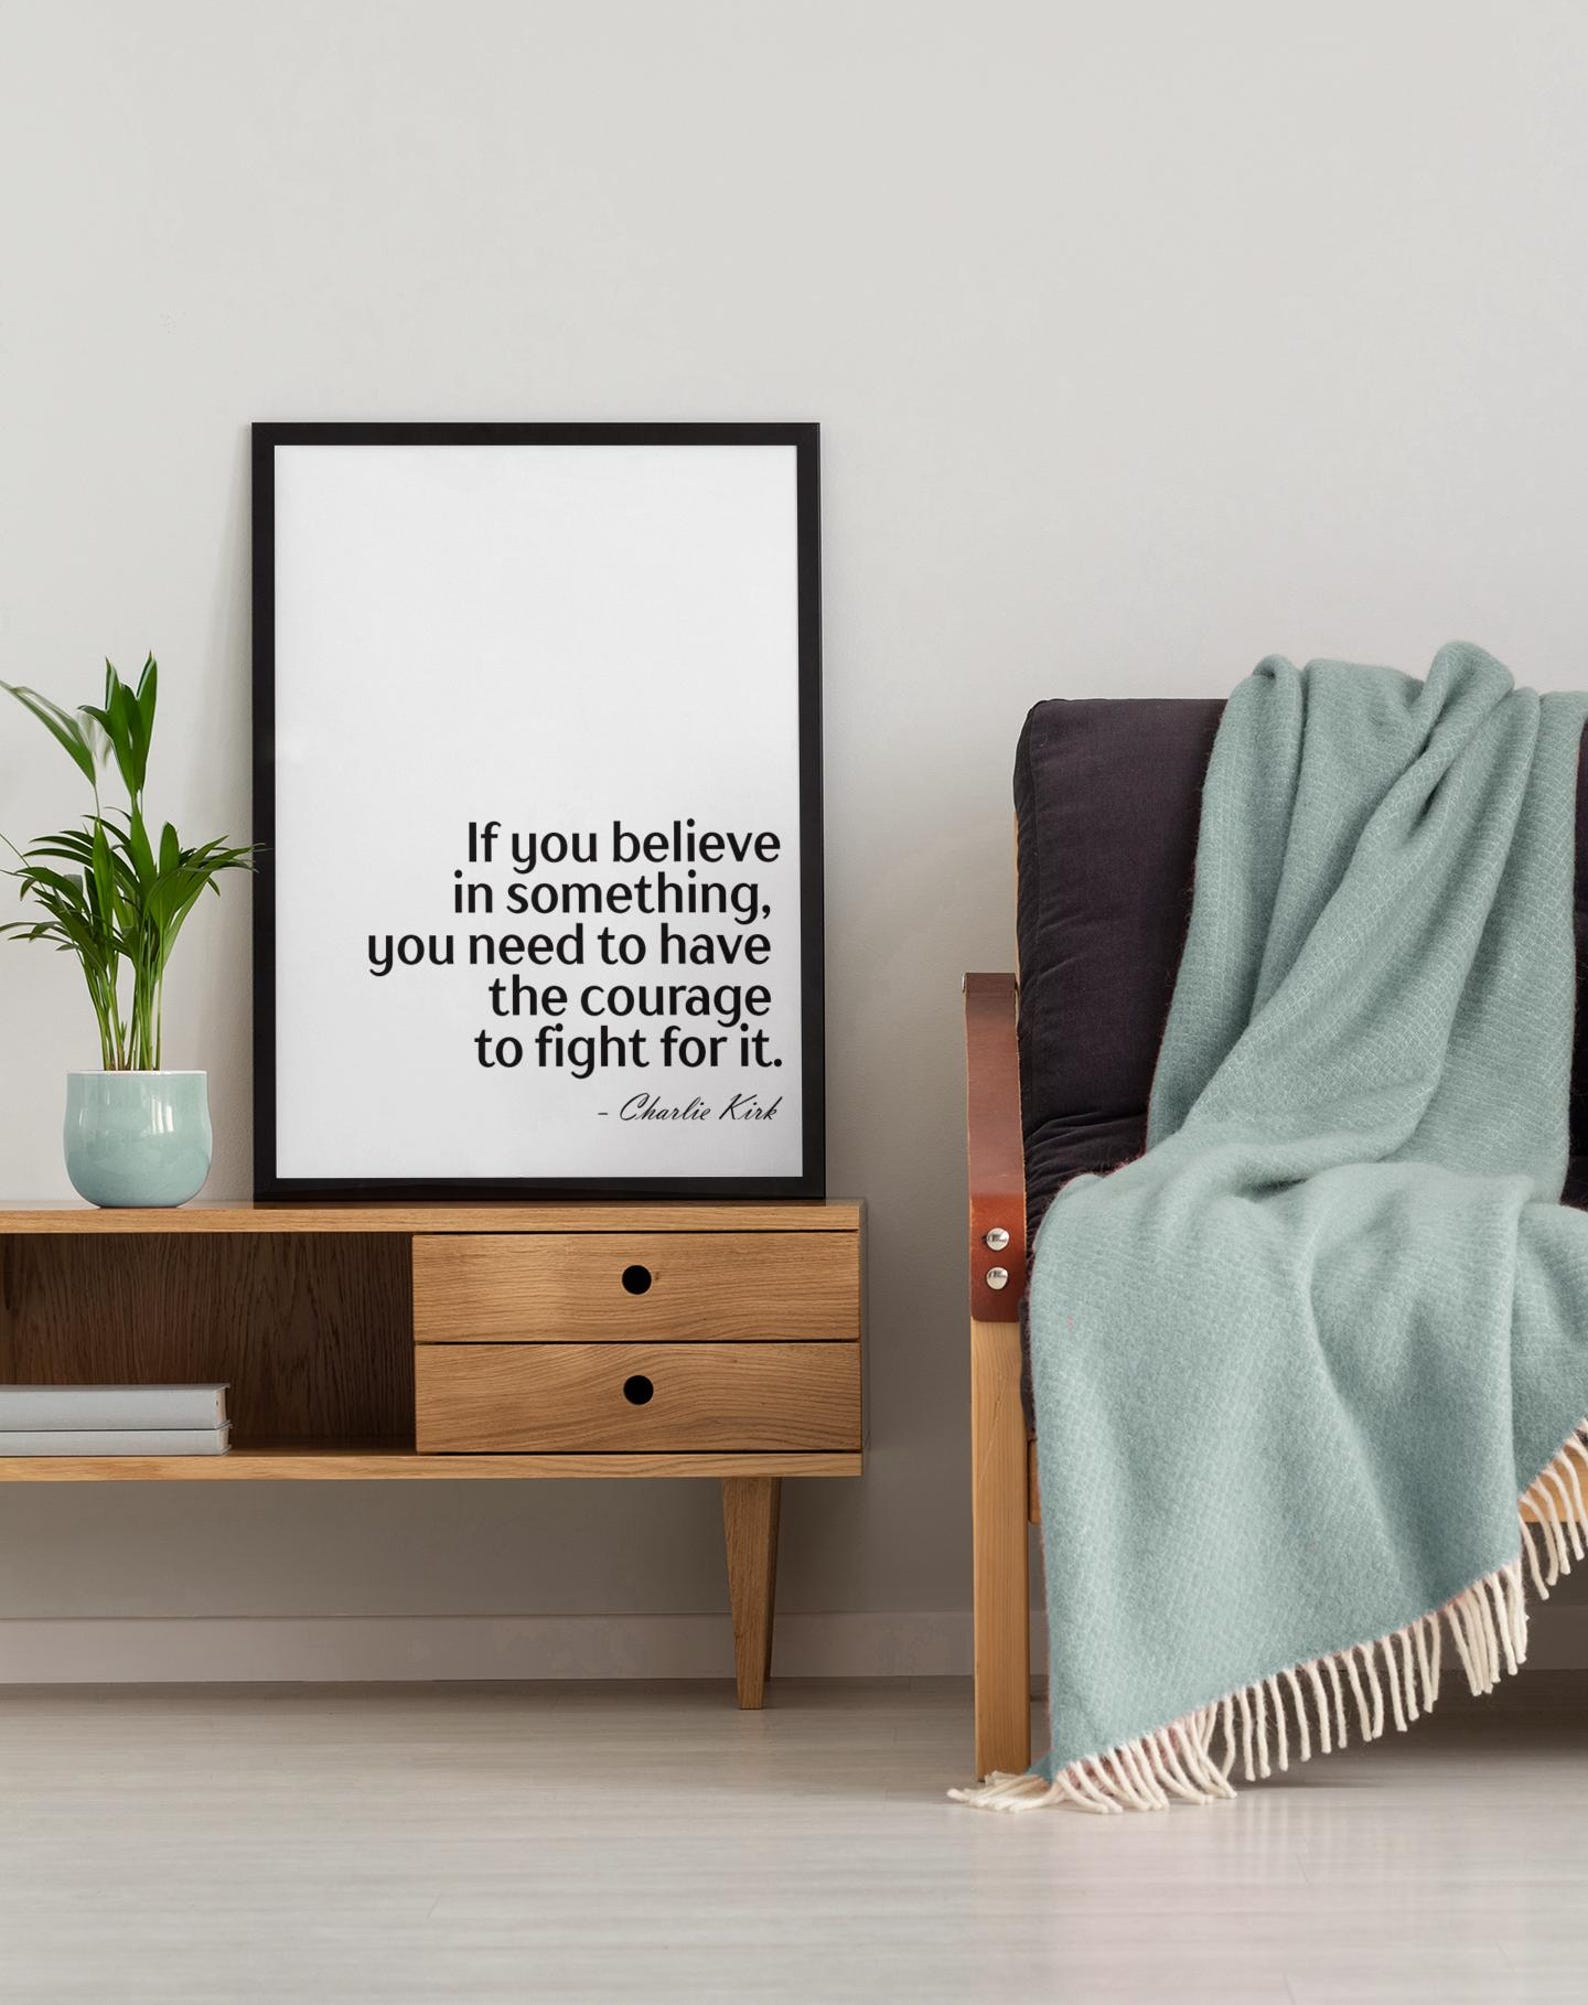 If you believe
in something,
you need to have
the courage
to fight for it.
- Charlie Kirk